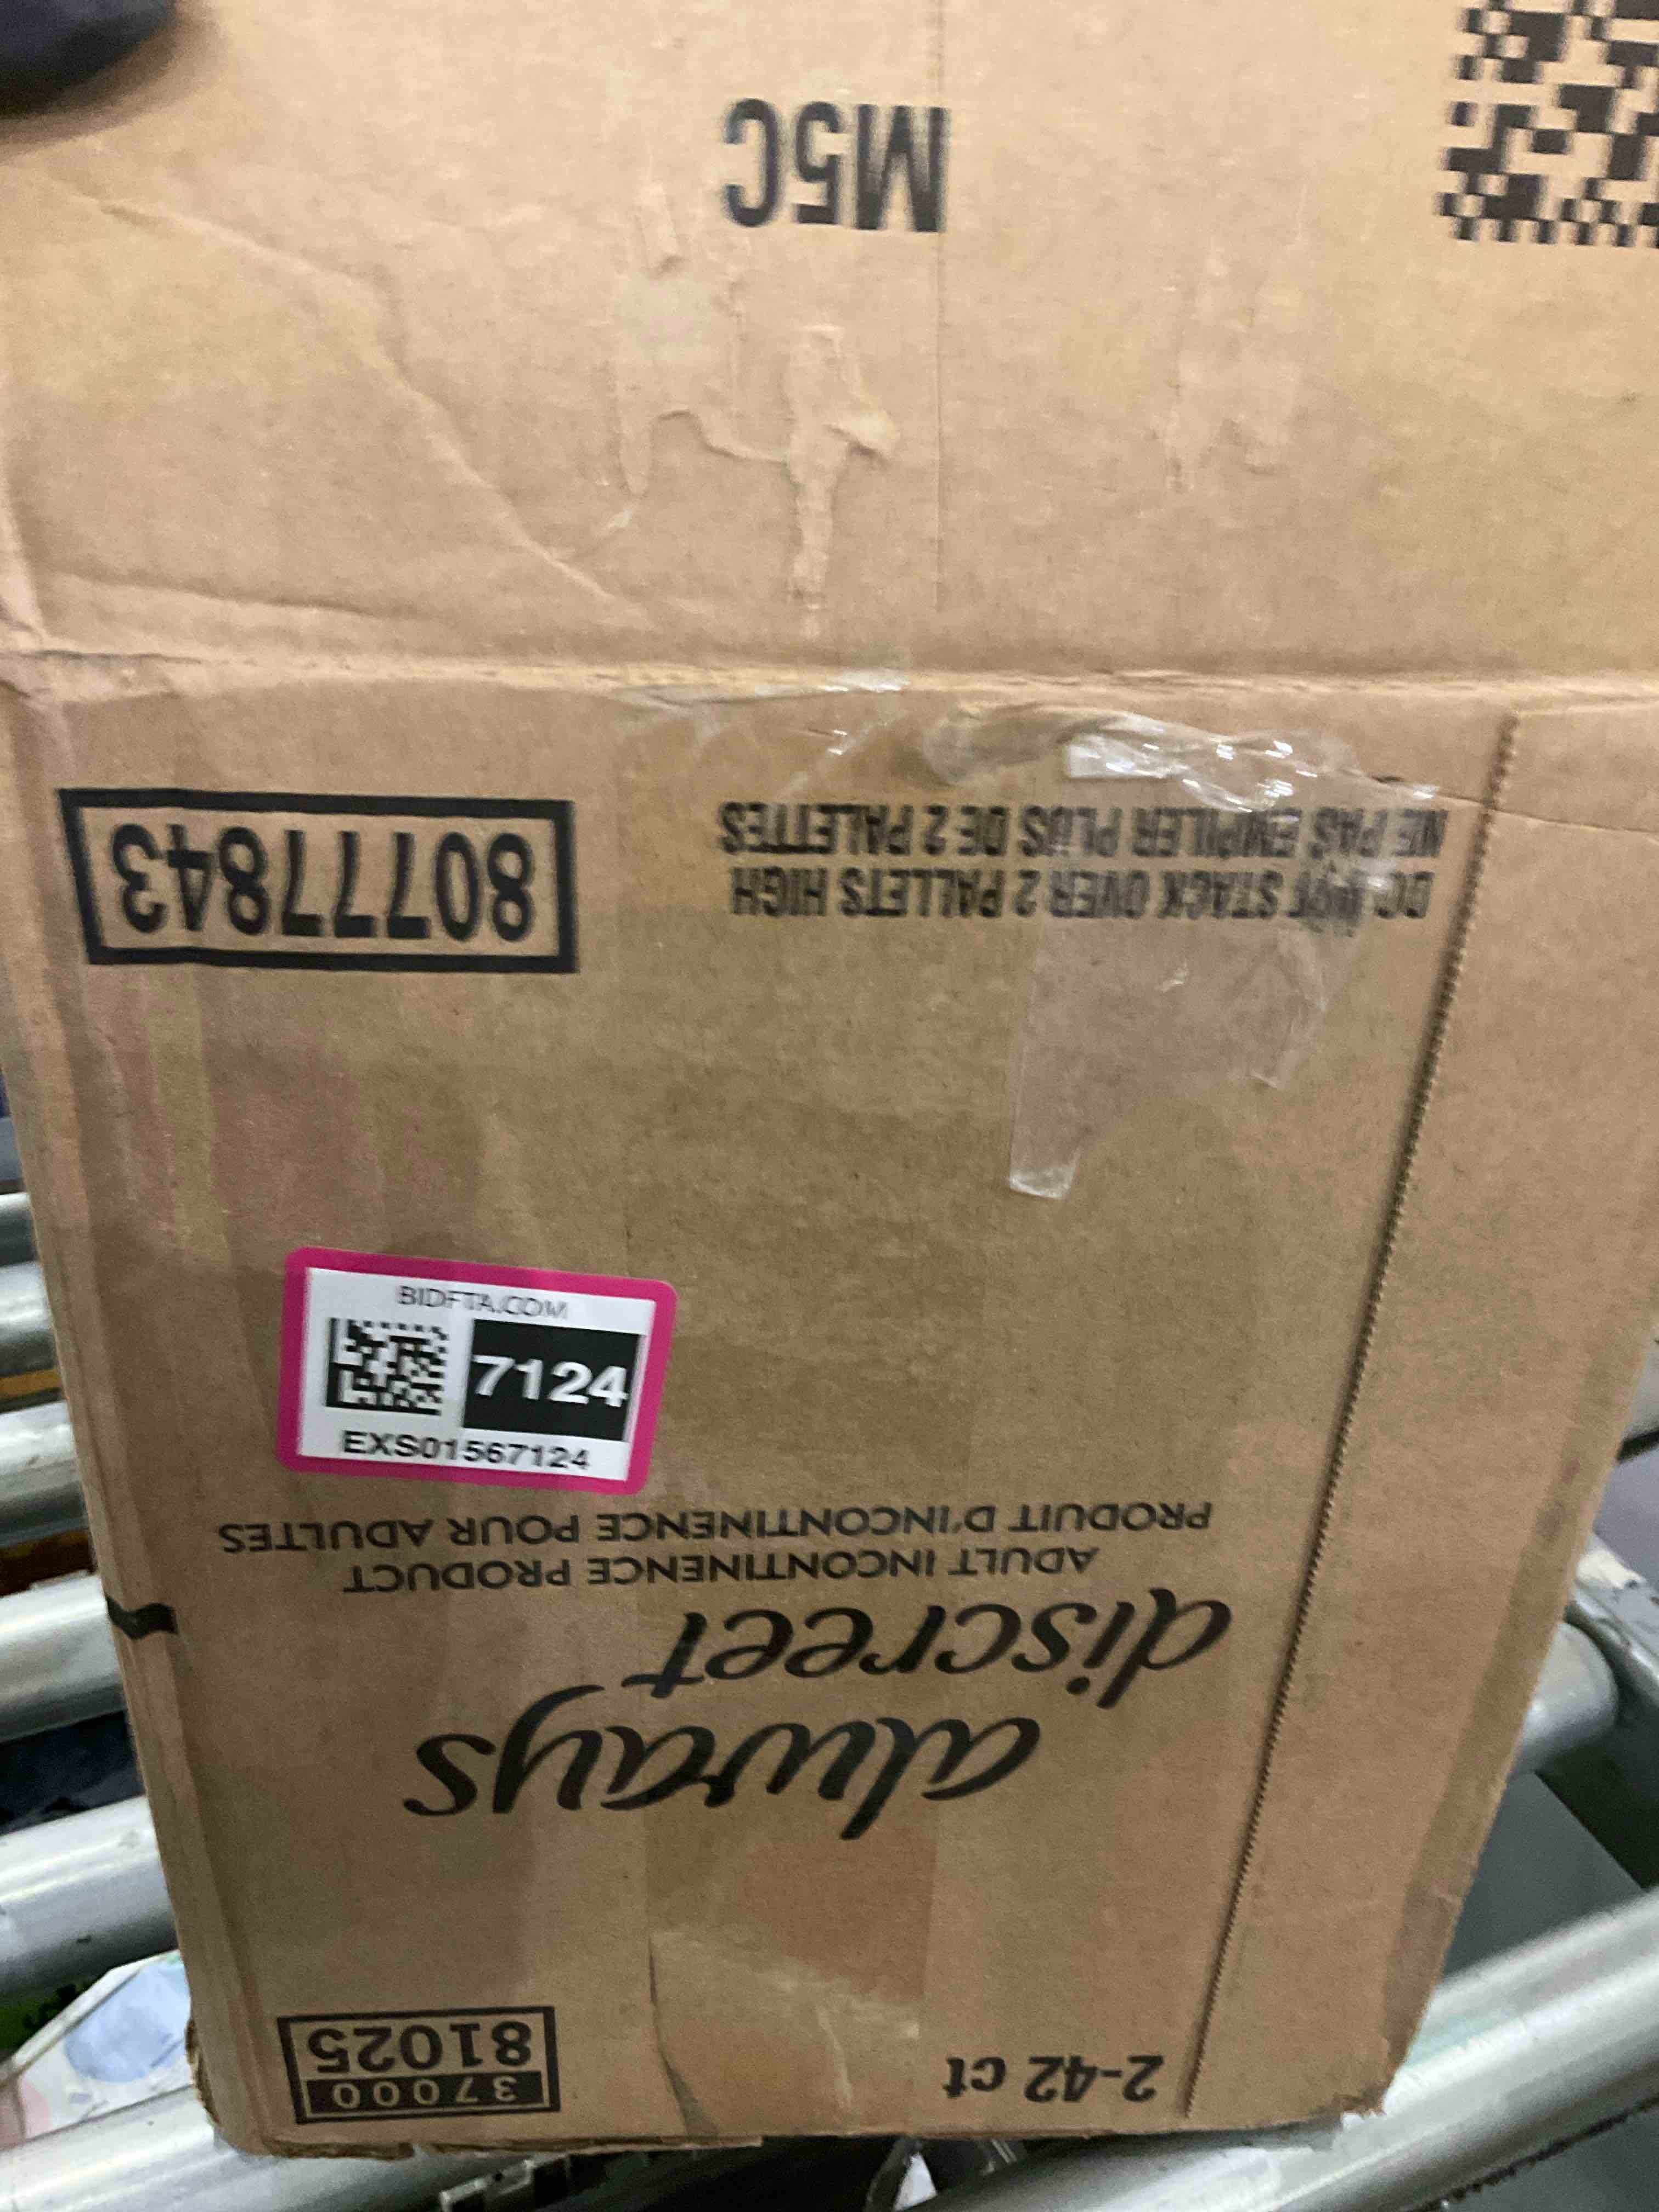 37000
81025
2-42 ct
always
discreet
ADULT INCONTINENCE PRODUCT
PRODUIT D'INCONTINENCE POUR ADULTES
BIDFTA.COM
7124
EXS01567124
80777843
DO NOT STACK OVER 2 PALLETS HIGH
NE PAS EMPILER PLUS DE 2 PALLETTES
M5C